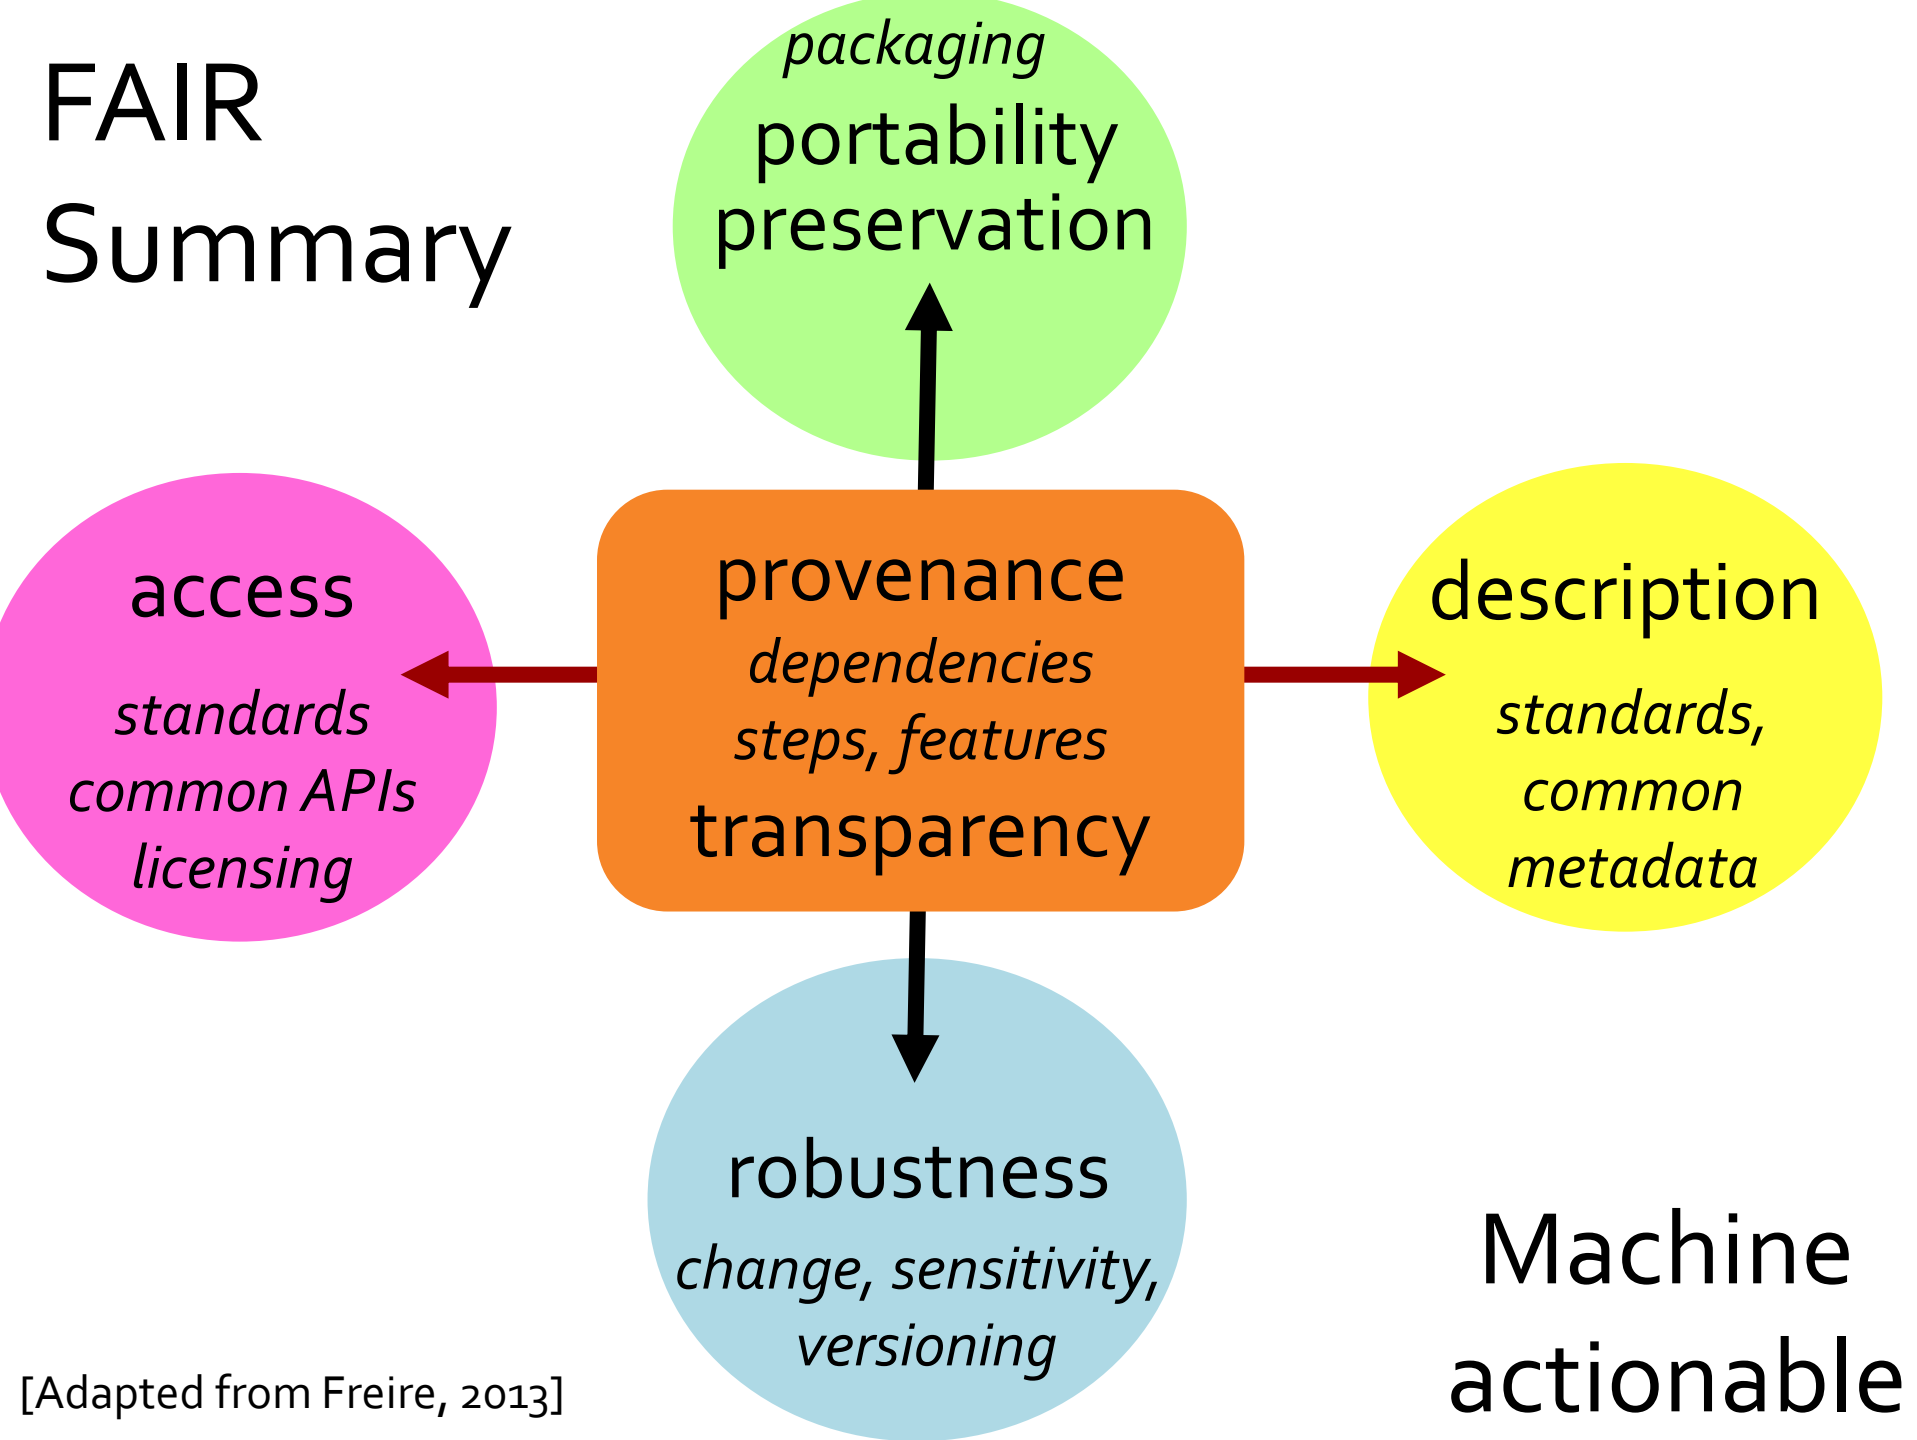 FAIR
Summary
packaging
portability
preservation
access
standards
common APIs
licensing
provenance
dependencies
steps, features
transparency
description
standards,
common
metadata
robustness
change, sensitivity,
versioning
Machine
actionable
[Adapted from Freire, 2013]